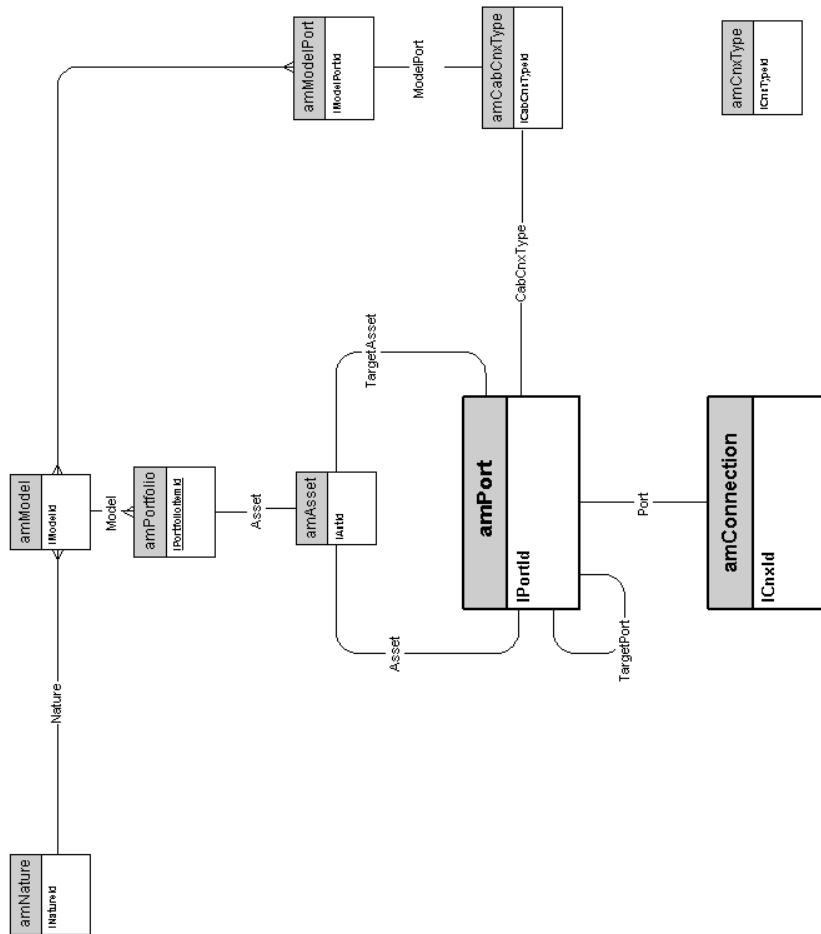 amNature
lNatureId
Nature
amModel
lModelId
Model
amPortfolio
lPortfolioItemId
Asset
amAsset
lAstId
amModelPort
lModelPortId
Asset
TargetAsset
ModelPort
amPort
lPortId
amCabCnxType
lCabCnxTypeId
CabCnxType
TargetPort
Port
amConnection
lCnxId
amCnxType
lCnxTypeId